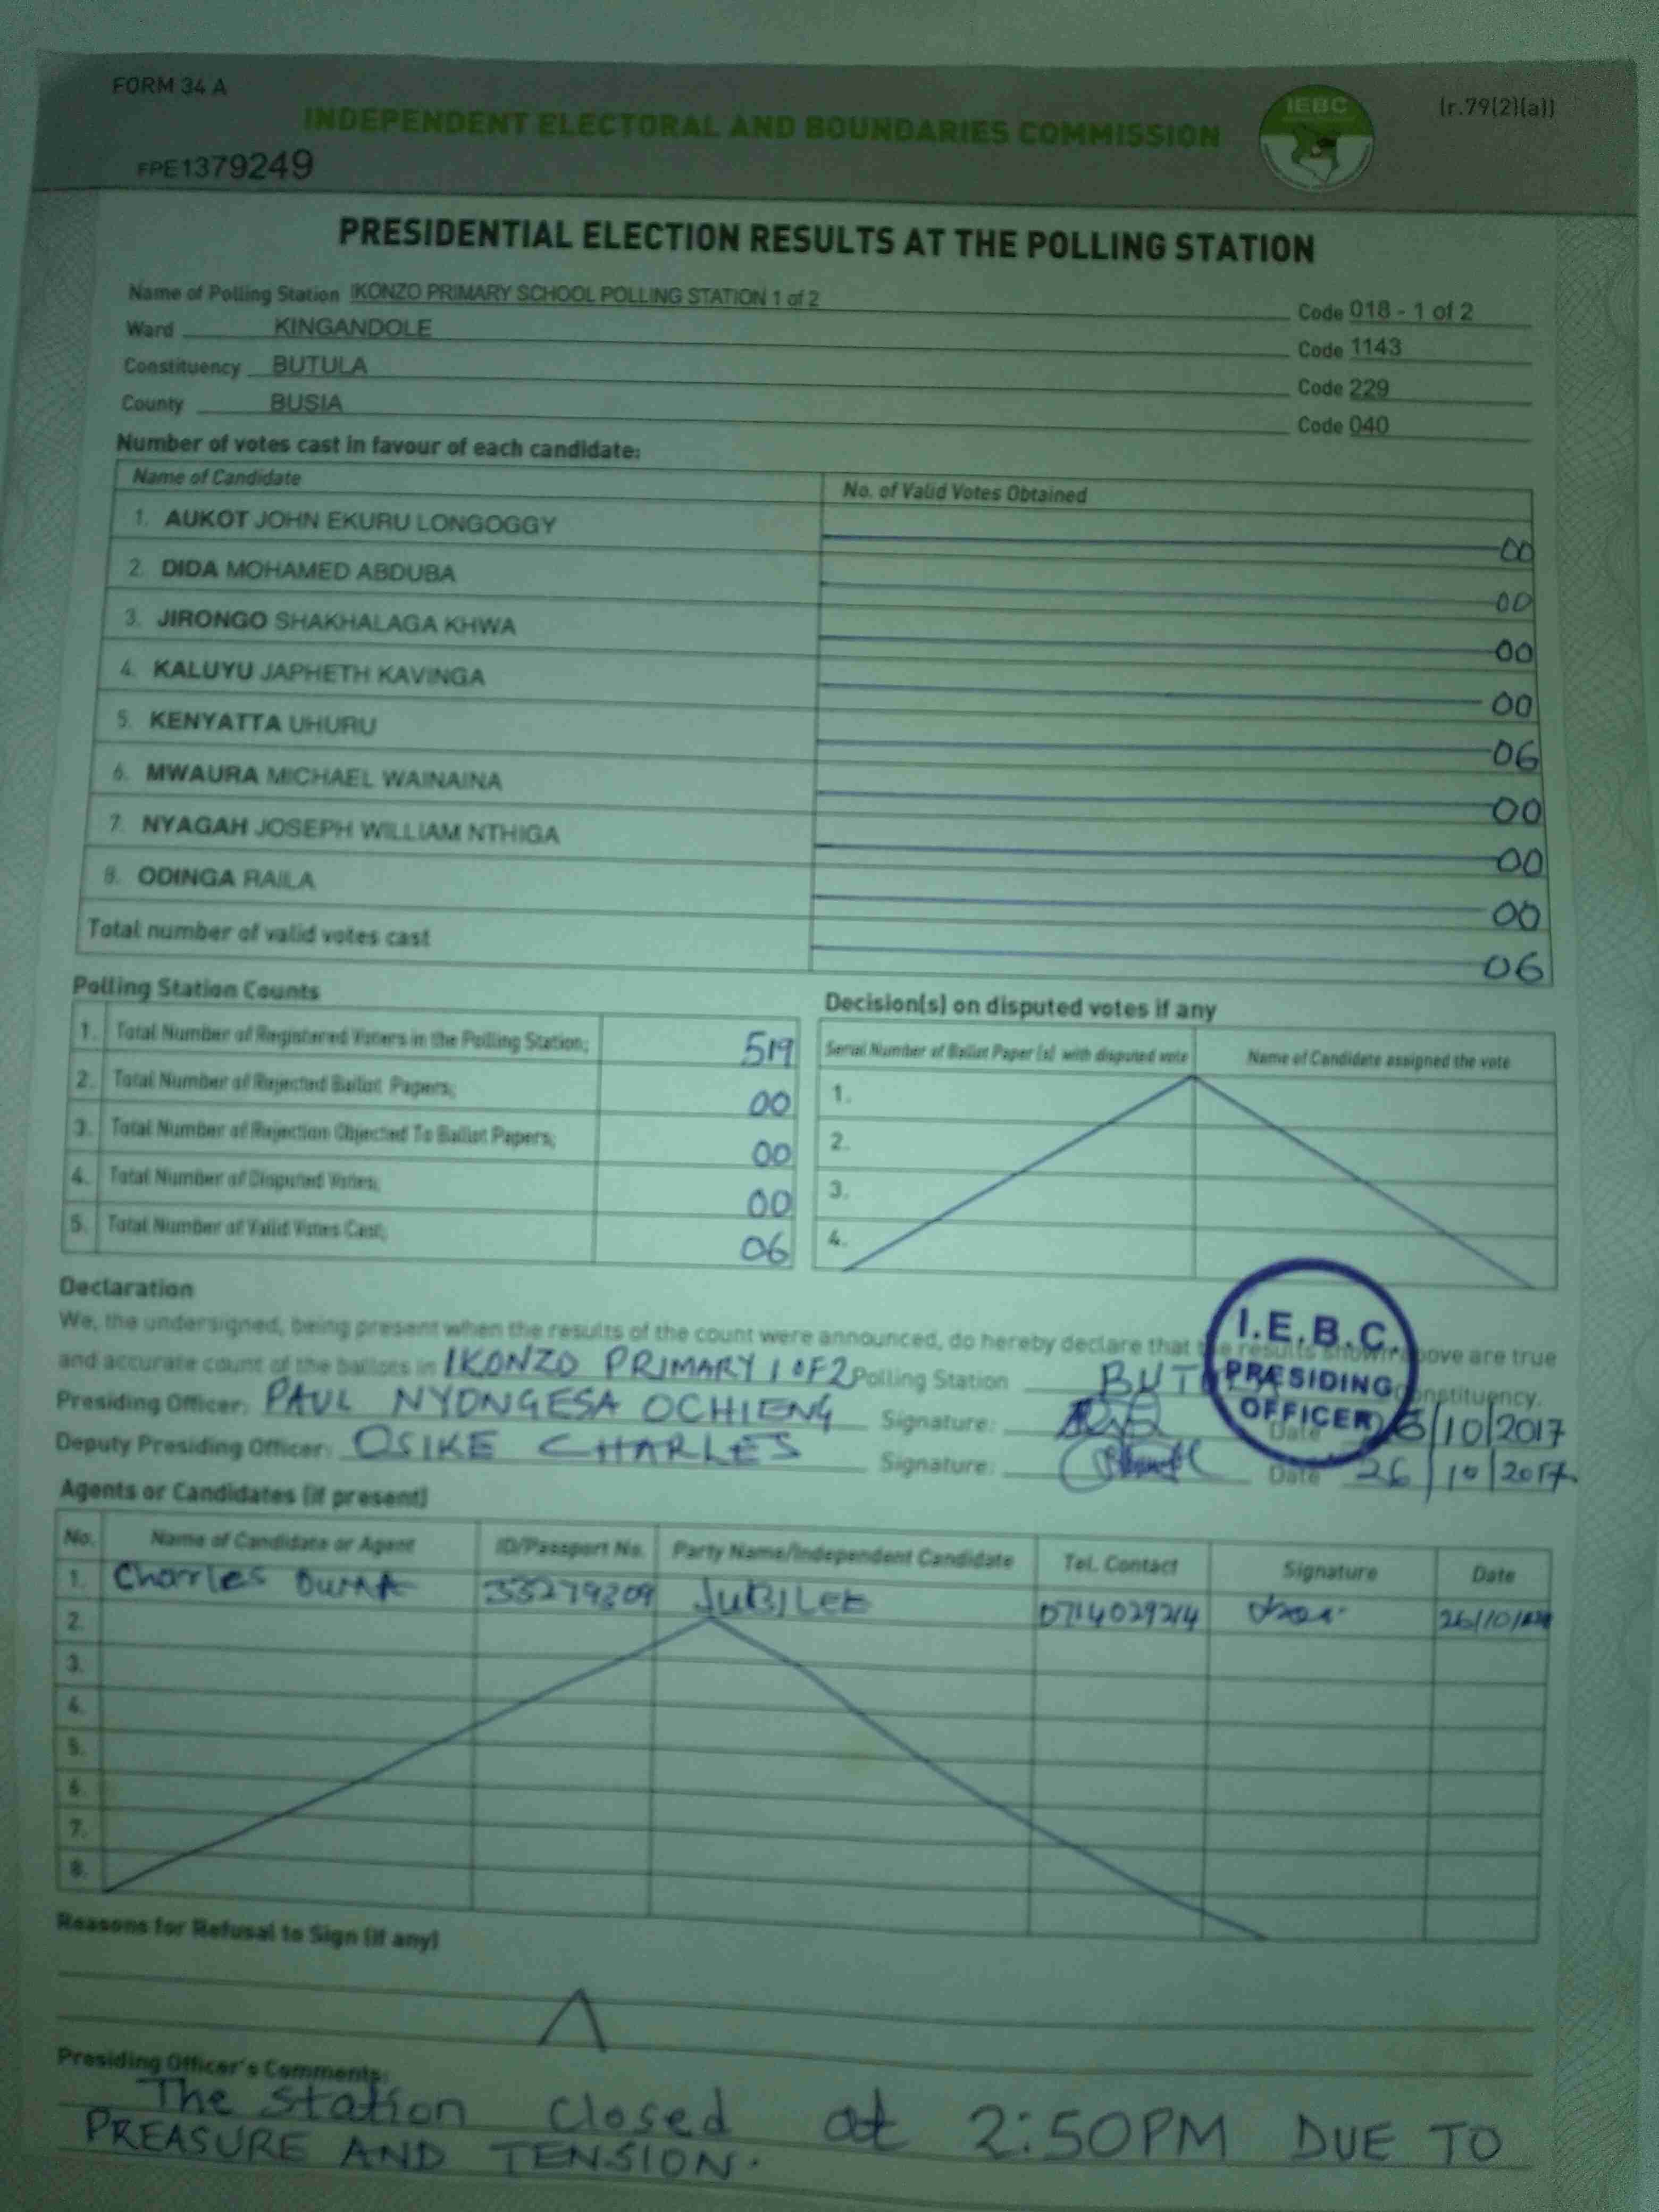 FORM 34 A
INDEPENDENT ELECTORAL AND BOUNDARIES COMMISSION
IEBC
(r.79(2)(a))
FPE1379249
PRESIDENTIAL ELECTION RESULTS AT THE POLLING STATION
Name of Polling Station IKONZO PRIMARY SCHOOL POLLING STATION 1 of 2 Code 018 - 1 of 2
Ward KINGANDOLE Code 1143
Constituency BUTULA Code 229
County BUSIA Code 040
Number of votes cast in favour of each candidate:
Name of Candidate No. of Valid Votes Obtained
1. AUKOT JOHN EKURU LONGOGGY 00
2. DIDA MOHAMED ABDUBA 00
3. JIRONGO SHAKHALAGA KHWA 00
4. KALUYU JAPHETH KAVINGA 00
5. KENYATTA UHURU 06
6. MWAURA MICHAEL WAINAINA 00
7. NYAGAH JOSEPH WILLIAM NTHIGA 00
8. ODINGA RAILA 00
Total number of valid votes cast 06
Polling Station Counts
1. Total Number of Registered Voters in the Polling Station; 519
2. Total Number of Rejected Ballot Papers; 00
3. Total Number of Rejection Objected To Ballot Papers; 00
4. Total Number of Disputed Votes; 00
5. Total Number of Valid Votes Cast; 06
Decision(s) on disputed votes if any
Serial Number of Ballot Paper (s) with disputed vote Name of Candidate assigned the vote
1.
2.
3.
4.
Declaration
We, the undersigned, being present when the results of the count were announced, do hereby declare that the results shown above are true
and accurate count of the ballots in IKONZO PRIMARY 1 OF 2 Polling Station BUT Constituency.
I.E.B.C.
PRESIDING
OFFICER
Presiding Officer: PAUL NYONGESA OCHIENG Signature: Date 26/10/2017
Deputy Presiding Officer: OSIKE CHARLES Signature: Date 26/10/2017
Agents or Candidates (if present)
No. Name of Candidate or Agent ID/Passport No. Party Name/Independent Candidate Tel. Contact Signature Date
1. Charles OUMA 33279309 JUBILEE 0714029214 26/10/
2.
3.
4.
5.
6.
7.
8.
Reasons for Refusal to Sign (if any)
Presiding Officer's Comments:
The station closed at 2:50PM DUE TO
PREASURE AND TENSION.